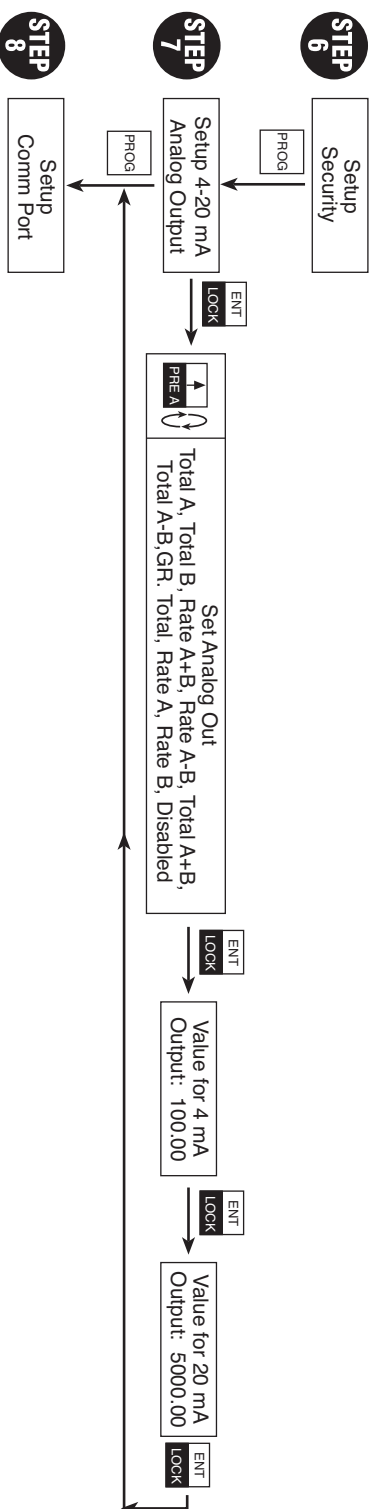 STEP
6
Setup
Security
PROG
STEP
7
Setup 4-20 mA
Analog Output
ENT
LOCK
PRE A
Set Analog Out
Total A, Total B, Rate A+B, Rate A-B, Total A+B,
Total A-B,GR. Total, Rate A, Rate B, Disabled
ENT
LOCK
Value for 4 mA
Output: 100.00
ENT
LOCK
Value for 20 mA
Output: 5000.00
ENT
LOCK
PROG
STEP
8
Setup
Comm Port